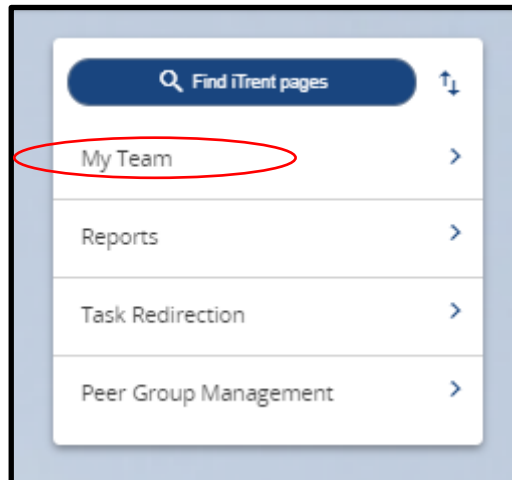 Find iTrent pages
My Team
Reports
Task Redirection
Peer Group Management